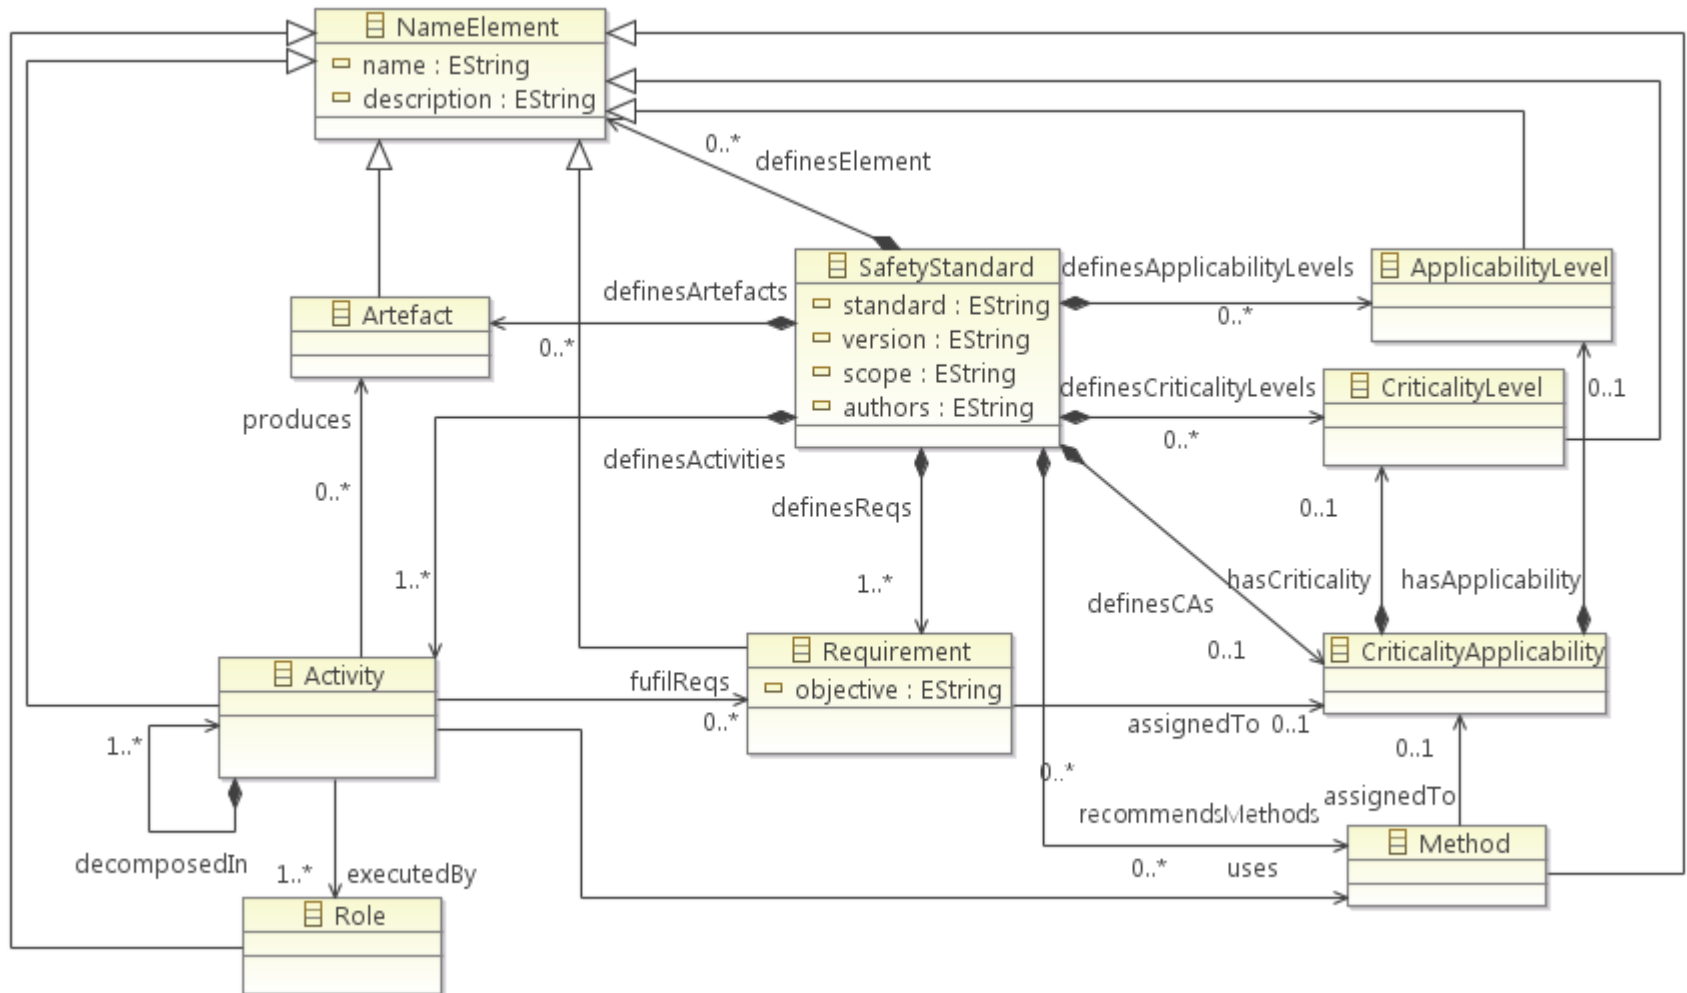 NameElement
name : EString
description : EString
0..*
definesElement
SafetyStandard
standard : EString
version : EString
scope : EString
authors : EString
definesApplicabilityLevels
0..*
ApplicabilityLevel
definesArtefacts
0..*
Artefact
definesCriticalityLevels
0..*
CriticalityLevel
0..1
produces
0..*
definesActivities
1..*
definesReqs
1..*
0..1
hasCriticality
hasApplicability
definesCAs
0..1
CriticalityApplicability
Requirement
objective : EString
Activity
fufilReqs
0..*
assignedTo 0..1
1..*
0..*
0..1
assignedTo
recommendsMethods
Method
decomposedIn
1..*
executedBy
0..*
uses
Role